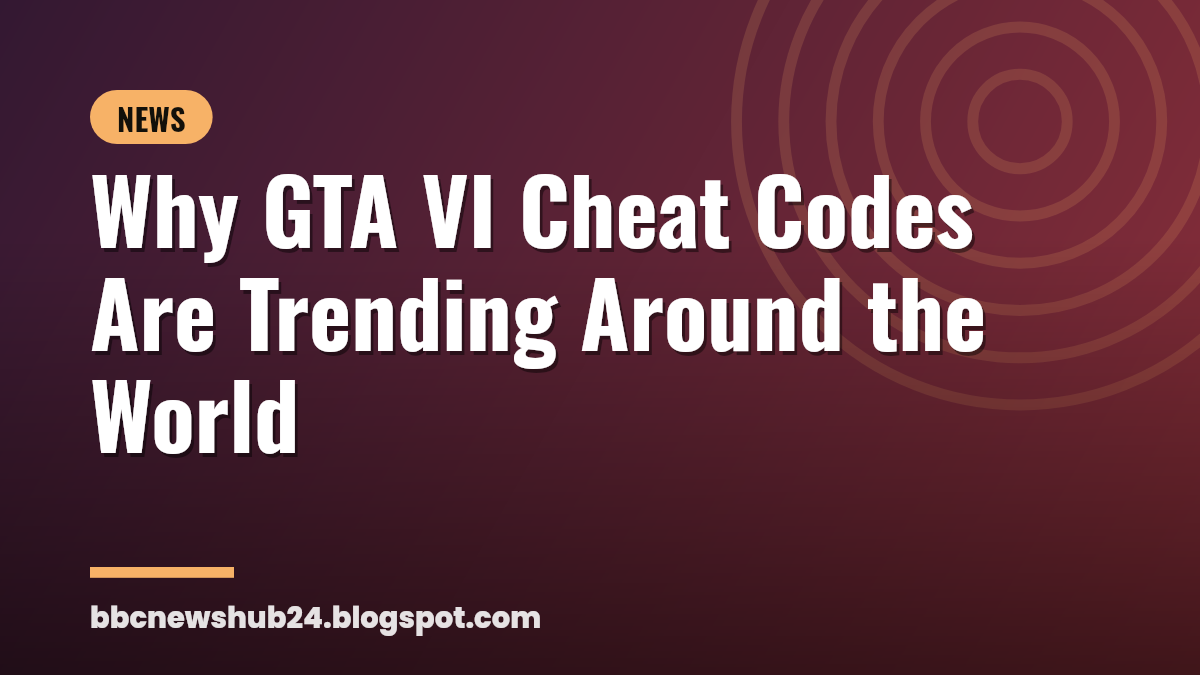 NEWS
Why GTA VI Cheat Codes
Are Trending Around the
World
bbcnewshub24.blogspot.com